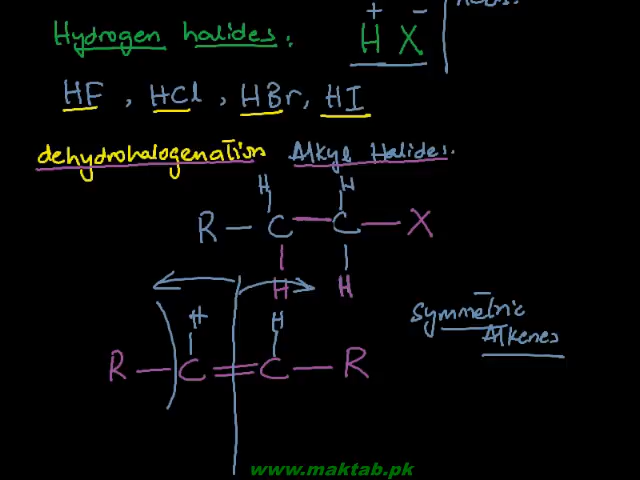 Hydrogen halides. H X
+ -
HF, HCl, HBr, HI
dehydrohalogenation Alkyl Halides.
H H
R — C — C — X
H H
H H
R — C = C — R
Symmetric
Alkenes
www.maktab.pk